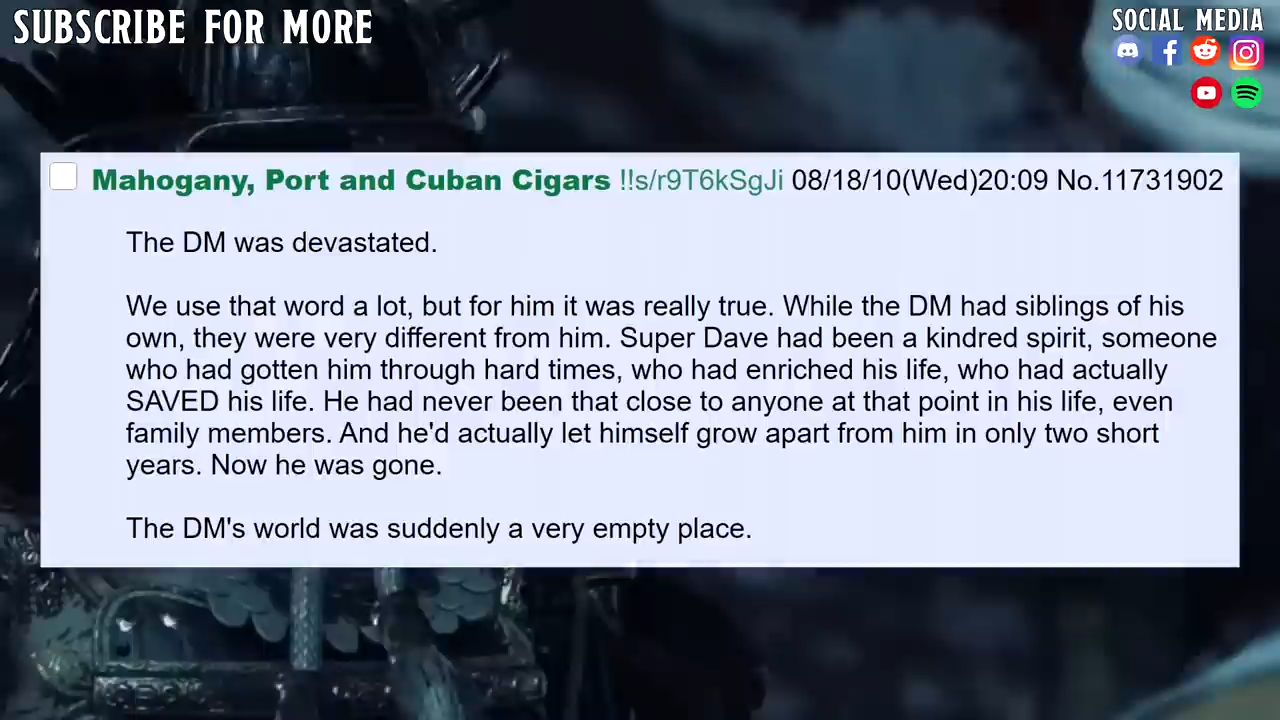 SUBSCRIBE FOR MORE
SOCIAL MEDIA
Mahogany, Port and Cuban Cigars !!s/r9T6kSgJi 08/18/10(Wed)20:09 No.11731902
The DM was devastated.
We use that word a lot, but for him it was really true. While the DM had siblings of his
own, they were very different from him. Super Dave had been a kindred spirit, someone
who had gotten him through hard times, who had enriched his life, who had actually
SAVED his life. He had never been that close to anyone at that point in his life, even
family members. And he'd actually let himself grow apart from him in only two short
years. Now he was gone.
The DM's world was suddenly a very empty place.